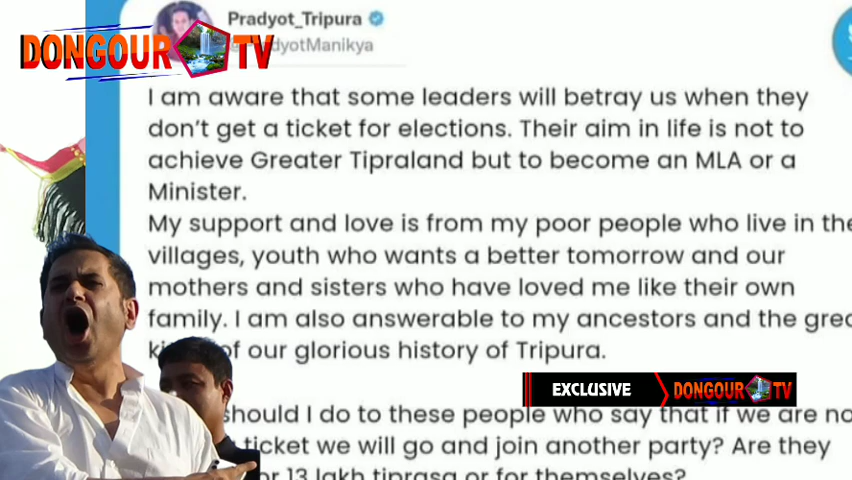 Pradyot_Tripura
DONGOUR TV
dyotManikya
I am aware that some leaders will betray us when they
don't get a ticket for elections. Their aim in life is not to
achieve Greater Tipraland but to become an MLA or a
Minister.
My support and love is from my poor people who live in the
villages, youth who wants a better tomorrow and our
mothers and sisters who have loved me like their own
family. I am also answerable to my ancestors and the grea
of our glorious history of Tripura.
EXCLUSIVE DONGOUR TV
should I do to these people who say that if we are no
ticket we will go and join another party? Are they
or 13 lakh tiprasa or for themselves?